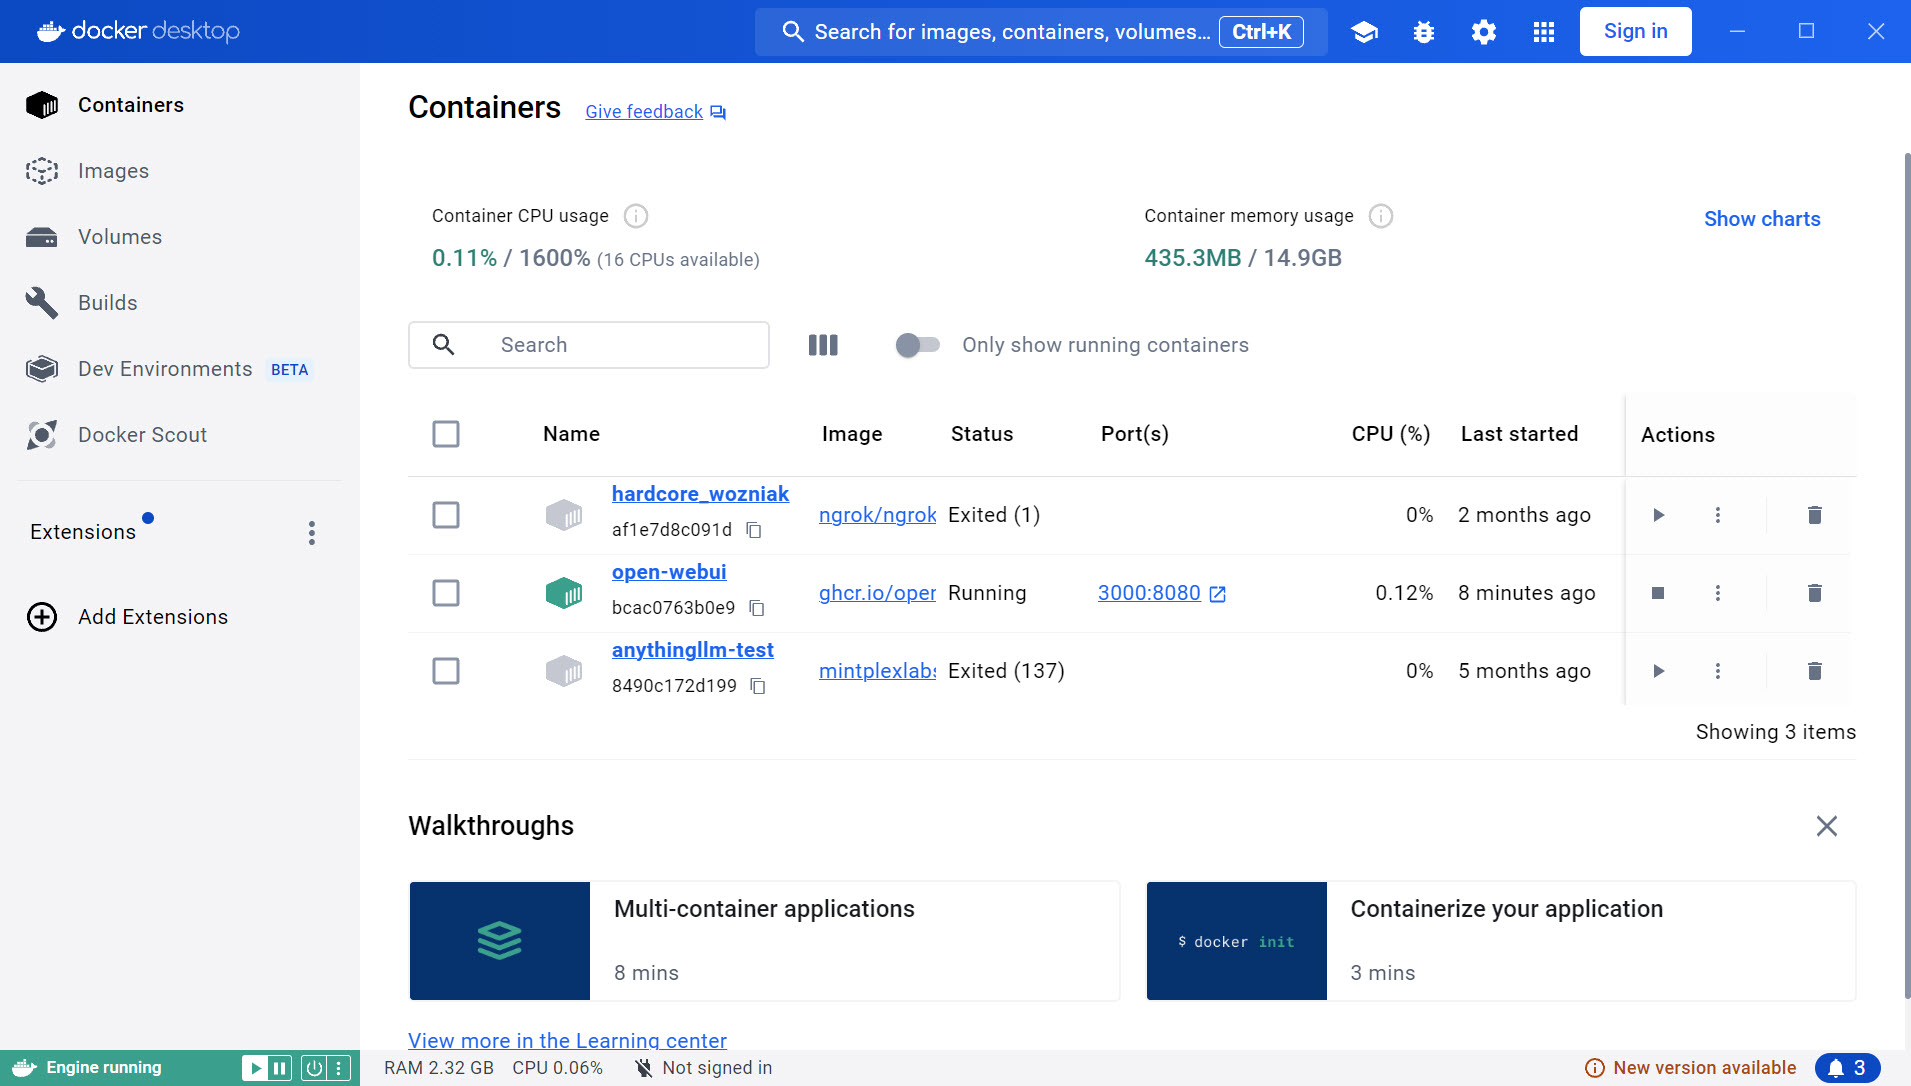 docker desktop
Search for images, containers, volumes... Ctrl+K
Sign in
Containers
Images
Volumes
Builds
Dev Environments BETA
Docker Scout
Extensions
Add Extensions
Containers Give feedback
Container CPU usage
0.11% / 1600% (16 CPUs available)
Container memory usage
435.3MB / 14.9GB
Show charts
Search
Only show running containers
Name Image Status Port(s) CPU (%) Last started Actions
hardcore_wozniak
af1e7d8c091d
ngrok/ngrok Exited (1) 0% 2 months ago
open-webui
bcac0763b0e9
ghcr.io/oper Running 3000:8080 0.12% 8 minutes ago
anythingllm-test
8490c172d199
mintplexlabs Exited (137) 0% 5 months ago
Showing 3 items
Walkthroughs
$ docker init
Multi-container applications
8 mins
Containerize your application
3 mins
View more in the Learning center
Engine running
RAM 2.32 GB CPU 0.06% Not signed in
New version available 3